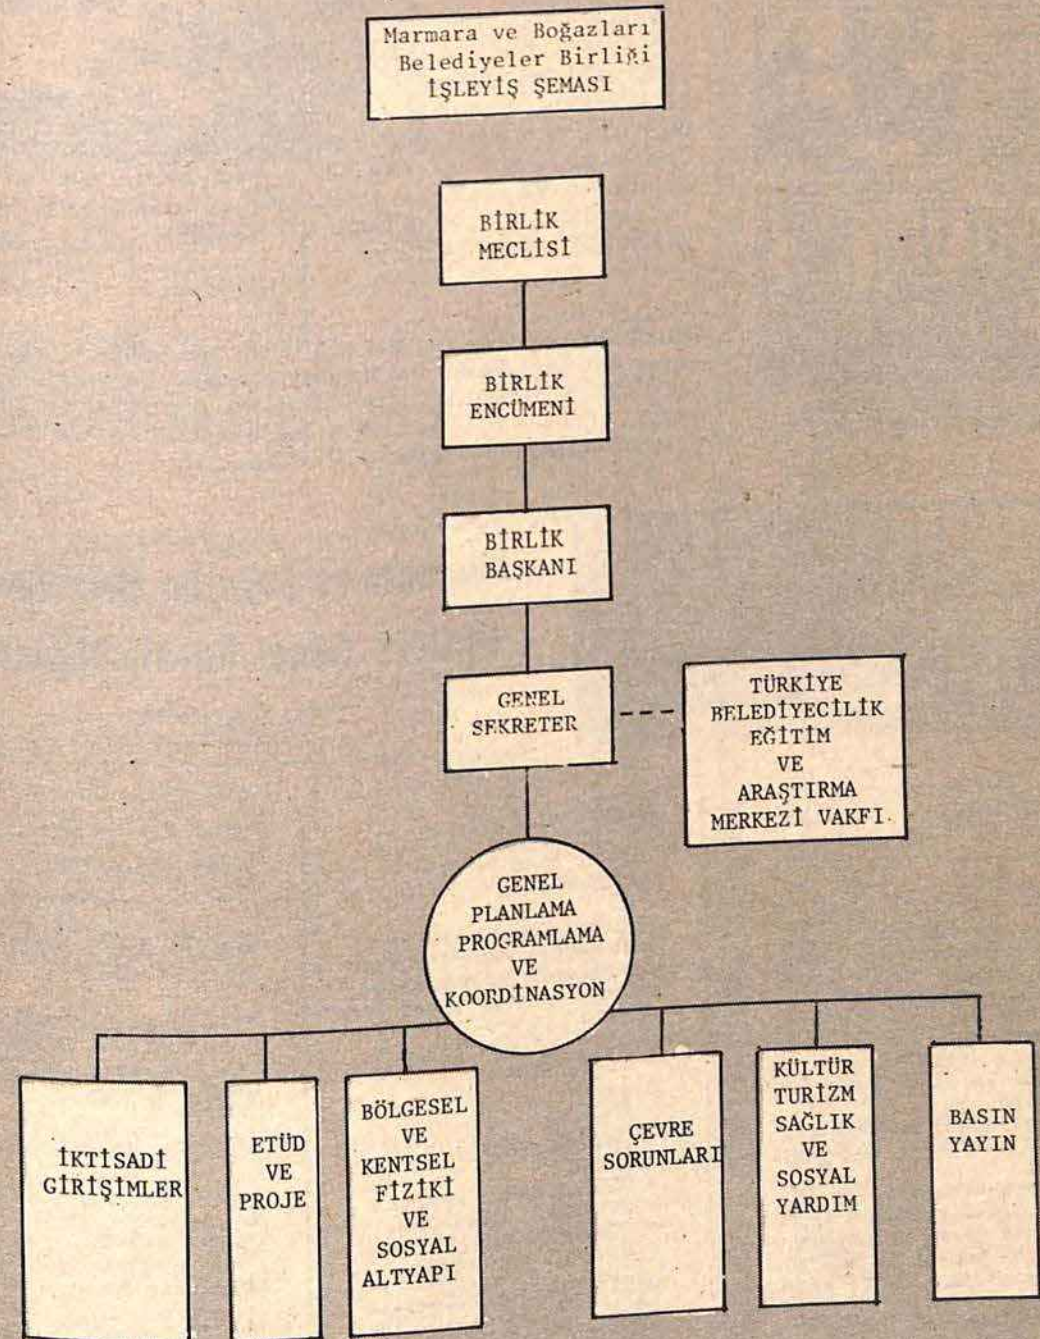 Marmara ve Boğazları
Belediyeler Birliği
İŞLEYİŞ ŞEMASI
BİRLİK
MECLİSİ
BİRLİK
ENCÜMENİ
BİRLİK
BAŞKANI
GENEL
SEKRETER
TÜRKİYE
BELEDİYECİLİK
EĞİTİM
VE
ARAŞTIRMA
MERKEZİ VAKFI
GENEL
PLANLAMA
PROGRAMLAMA
VE
KOORDİNASYON
İKTİSADİ
GİRİŞİMLER
ETÜD
VE
PROJE
BÖLGESEL
VE
KENTSEL
FİZİKİ
VE
SOSYAL
ALTYAPI
ÇEVRE
SORUNLARI
KÜLTÜR
TURİZM
SAĞLIK
VE
SOSYAL
YARDIM
BASIN
YAYIN